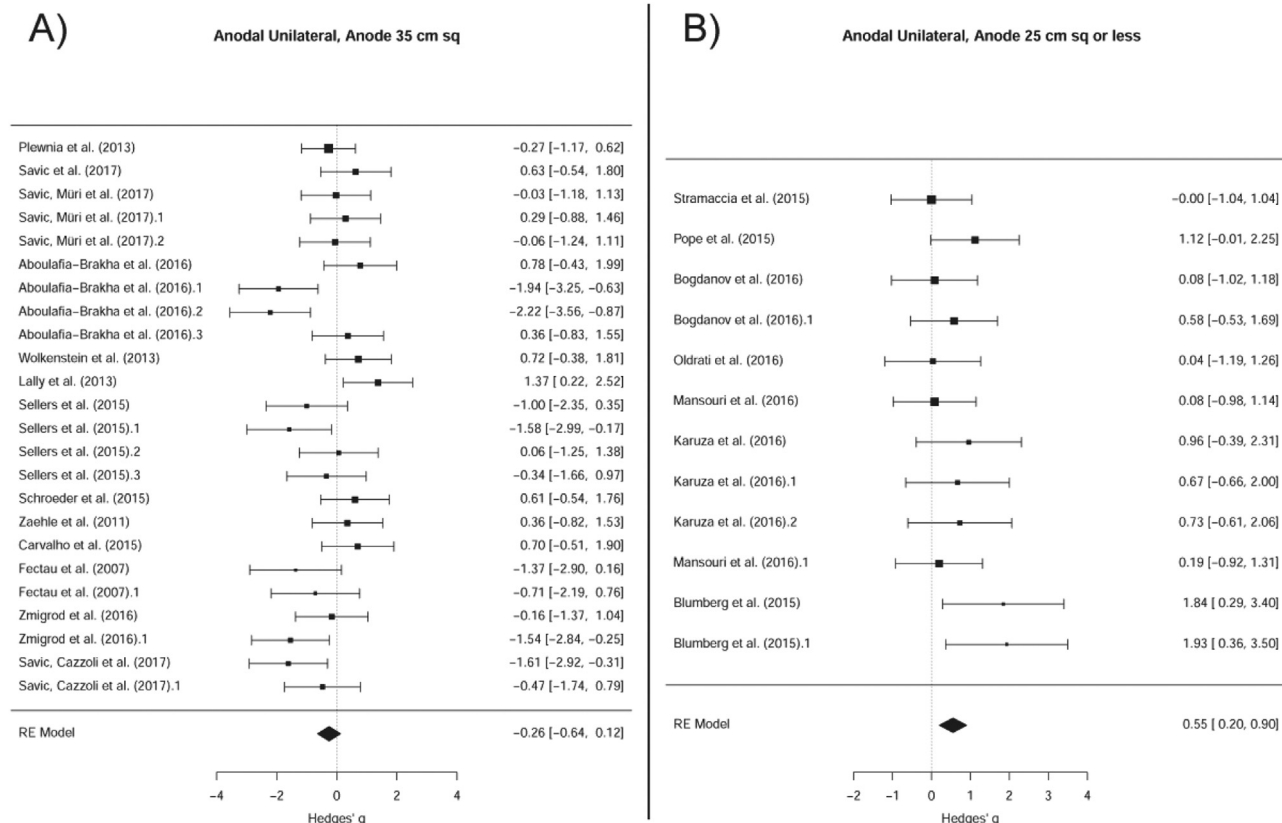 A)
Anodal Unilateral, Anode 35 cm sq
Plewnia et al. (2013) −0.27 [−1.17, 0.62]
Savic et al. (2017) 0.63 [−0.54, 1.80]
Savic, Müri et al. (2017) −0.03 [−1.18, 1.13]
Savic, Müri et al. (2017).1 0.29 [−0.88, 1.46]
Savic, Müri et al. (2017).2 −0.06 [−1.24, 1.11]
Aboulafia−Brakha et al. (2016) 0.78 [−0.43, 1.99]
Aboulafia−Brakha et al. (2016).1 −1.94 [−3.25, −0.63]
Aboulafia−Brakha et al. (2016).2 −2.22 [−3.56, −0.87]
Aboulafia−Brakha et al. (2016).3 0.36 [−0.83, 1.55]
Wolkenstein et al. (2013) 0.72 [−0.38, 1.81]
Lally et al. (2013) 1.37 [ 0.22, 2.52]
Sellers et al. (2015) −1.00 [−2.35, 0.35]
Sellers et al. (2015).1 −1.58 [−2.99, −0.17]
Sellers et al. (2015).2 0.06 [−1.25, 1.38]
Sellers et al. (2015).3 −0.34 [−1.66, 0.97]
Schroeder et al. (2015) 0.61 [−0.54, 1.76]
Zaehle et al. (2011) 0.36 [−0.82, 1.53]
Carvalho et al. (2015) 0.70 [−0.51, 1.90]
Fectau et al. (2007) −1.37 [−2.90, 0.16]
Fectau et al. (2007).1 −0.71 [−2.19, 0.76]
Zmigrod et al. (2016) −0.16 [−1.37, 1.04]
Zmigrod et al. (2016).1 −1.54 [−2.84, −0.25]
Savic, Cazzoli et al. (2017) −1.61 [−2.92, −0.31]
Savic, Cazzoli et al. (2017).1 −0.47 [−1.74, 0.79]
RE Model −0.26 [−0.64, 0.12]
−4 −2 0 2 4
Hedges' g
B)
Anodal Unilateral, Anode 25 cm sq or less
Stramaccia et al. (2015) −0.00 [−1.04, 1.04]
Pope et al. (2015) 1.12 [−0.01, 2.25]
Bogdanov et al. (2016) 0.08 [−1.02, 1.18]
Bogdanov et al. (2016).1 0.58 [−0.53, 1.69]
Oldrati et al. (2016) 0.04 [−1.19, 1.26]
Mansouri et al. (2016) 0.08 [−0.98, 1.14]
Karuza et al. (2016) 0.96 [−0.39, 2.31]
Karuza et al. (2016).1 0.67 [−0.66, 2.00]
Karuza et al. (2016).2 0.73 [−0.61, 2.06]
Mansouri et al. (2016).1 0.19 [−0.92, 1.31]
Blumberg et al. (2015) 1.84 [ 0.29, 3.40]
Blumberg et al. (2015).1 1.93 [ 0.36, 3.50]
RE Model 0.55 [ 0.20, 0.90]
−2 −1 0 1 2 3 4
Hedges' g